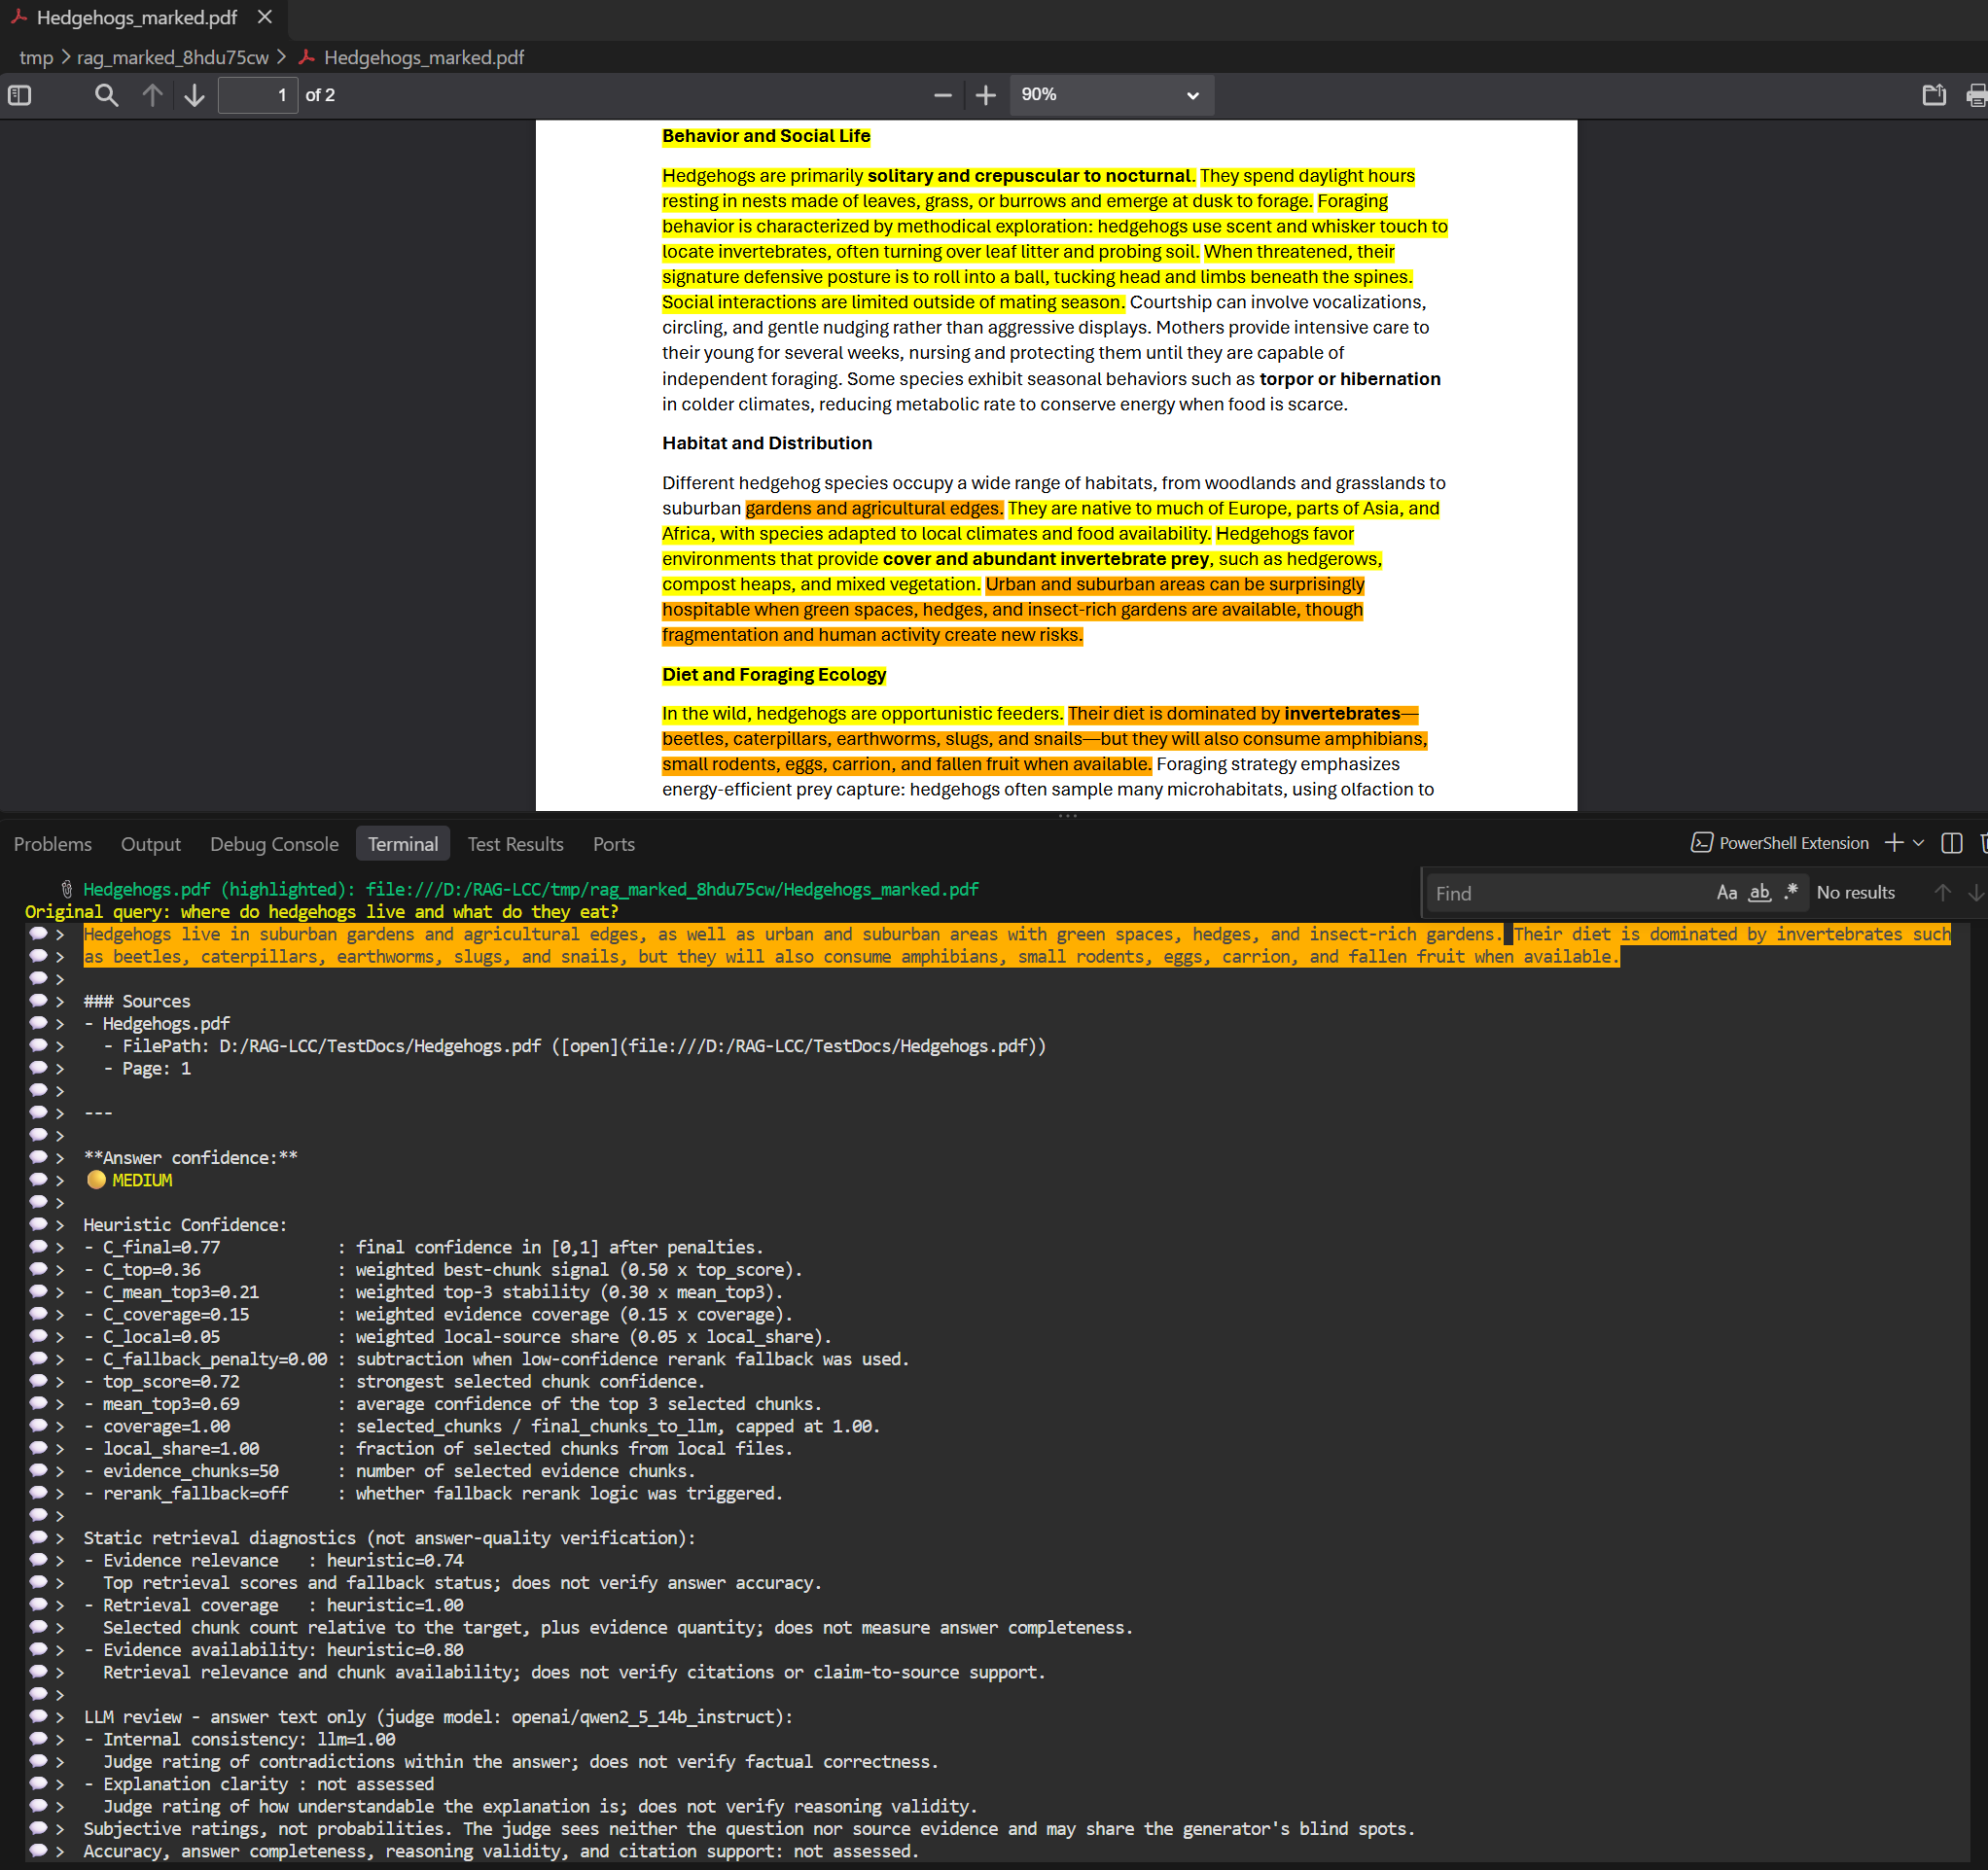 Hedgehogs_marked.pdf
tmp > rag_marked_8hdu75cw > Hedgehogs_marked.pdf
1 of 2
90%
Behavior and Social Life
Hedgehogs are primarily solitary and crepuscular to nocturnal. They spend daylight hours
resting in nests made of leaves, grass, or burrows and emerge at dusk to forage. Foraging
behavior is characterized by methodical exploration: hedgehogs use scent and whisker touch to
locate invertebrates, often turning over leaf litter and probing soil. When threatened, their
signature defensive posture is to roll into a ball, tucking head and limbs beneath the spines.
Social interactions are limited outside of mating season. Courtship can involve vocalizations,
circling, and gentle nudging rather than aggressive displays. Mothers provide intensive care to
their young for several weeks, nursing and protecting them until they are capable of
independent foraging. Some species exhibit seasonal behaviors such as torpor or hibernation
in colder climates, reducing metabolic rate to conserve energy when food is scarce.
Habitat and Distribution
Different hedgehog species occupy a wide range of habitats, from woodlands and grasslands to
suburban gardens and agricultural edges. They are native to much of Europe, parts of Asia, and
Africa, with species adapted to local climates and food availability. Hedgehogs favor
environments that provide cover and abundant invertebrate prey, such as hedgerows,
compost heaps, and mixed vegetation. Urban and suburban areas can be surprisingly
hospitable when green spaces, hedges, and insect-rich gardens are available, though
fragmentation and human activity create new risks.
Diet and Foraging Ecology
In the wild, hedgehogs are opportunistic feeders. Their diet is dominated by invertebrates—
beetles, caterpillars, earthworms, slugs, and snails—but they will also consume amphibians,
small rodents, eggs, carrion, and fallen fruit when available. Foraging strategy emphasizes
energy-efficient prey capture: hedgehogs often sample many microhabitats, using olfaction to
Problems Output Debug Console Terminal Test Results Ports PowerShell Extension
Find Aa ab .* No results
Hedgehogs.pdf (highlighted): file:///D:/RAG-LCC/tmp/rag_marked_8hdu75cw/Hedgehogs_marked.pdf
Original query: where do hedgehogs live and what do they eat?
> Hedgehogs live in suburban gardens and agricultural edges, as well as urban and suburban areas with green spaces, hedges, and insect-rich gardens. Their diet is dominated by invertebrates such
> as beetles, caterpillars, earthworms, slugs, and snails, but they will also consume amphibians, small rodents, eggs, carrion, and fallen fruit when available.
>
> ### Sources
> - Hedgehogs.pdf
> - FilePath: D:/RAG-LCC/TestDocs/Hedgehogs.pdf ([open](file:///D:/RAG-LCC/TestDocs/Hedgehogs.pdf))
> - Page: 1
>
> ---
>
> **Answer confidence:**
> MEDIUM
>
> Heuristic Confidence:
> - C_final=0.77 : final confidence in [0,1] after penalties.
> - C_top=0.36 : weighted best-chunk signal (0.50 x top_score).
> - C_mean_top3=0.21 : weighted top-3 stability (0.30 x mean_top3).
> - C_coverage=0.15 : weighted evidence coverage (0.15 x coverage).
> - C_local=0.05 : weighted local-source share (0.05 x local_share).
> - C_fallback_penalty=0.00 : subtraction when low-confidence rerank fallback was used.
> - top_score=0.72 : strongest selected chunk confidence.
> - mean_top3=0.69 : average confidence of the top 3 selected chunks.
> - coverage=1.00 : selected_chunks / final_chunks_to_llm, capped at 1.00.
> - local_share=1.00 : fraction of selected chunks from local files.
> - evidence_chunks=50 : number of selected evidence chunks.
> - rerank_fallback=off : whether fallback rerank logic was triggered.
>
> Static retrieval diagnostics (not answer-quality verification):
> - Evidence relevance : heuristic=0.74
> Top retrieval scores and fallback status; does not verify answer accuracy.
> - Retrieval coverage : heuristic=1.00
> Selected chunk count relative to the target, plus evidence quantity; does not measure answer completeness.
> - Evidence availability: heuristic=0.80
> Retrieval relevance and chunk availability; does not verify citations or claim-to-source support.
>
> LLM review - answer text only (judge model: openai/qwen2_5_14b_instruct):
> - Internal consistency: llm=1.00
> Judge rating of contradictions within the answer; does not verify factual correctness.
> - Explanation clarity : not assessed
> Judge rating of how understandable the explanation is; does not verify reasoning validity.
> Subjective ratings, not probabilities. The judge sees neither the question nor source evidence and may share the generator's blind spots.
> Accuracy, answer completeness, reasoning validity, and citation support: not assessed.